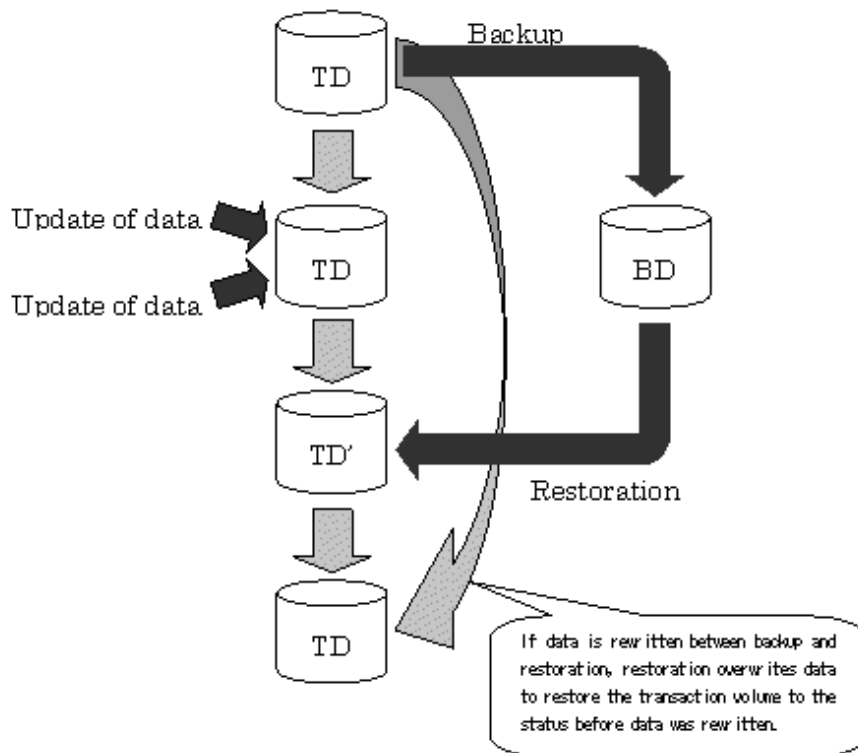 Backup
TD
Update of data
TD
BD
Update of data
TD'
Restoration
TD
If data is rewritten between backup and
restoration, restoration overwrites data
to restore the transaction volume to the
status before data was rewritten.